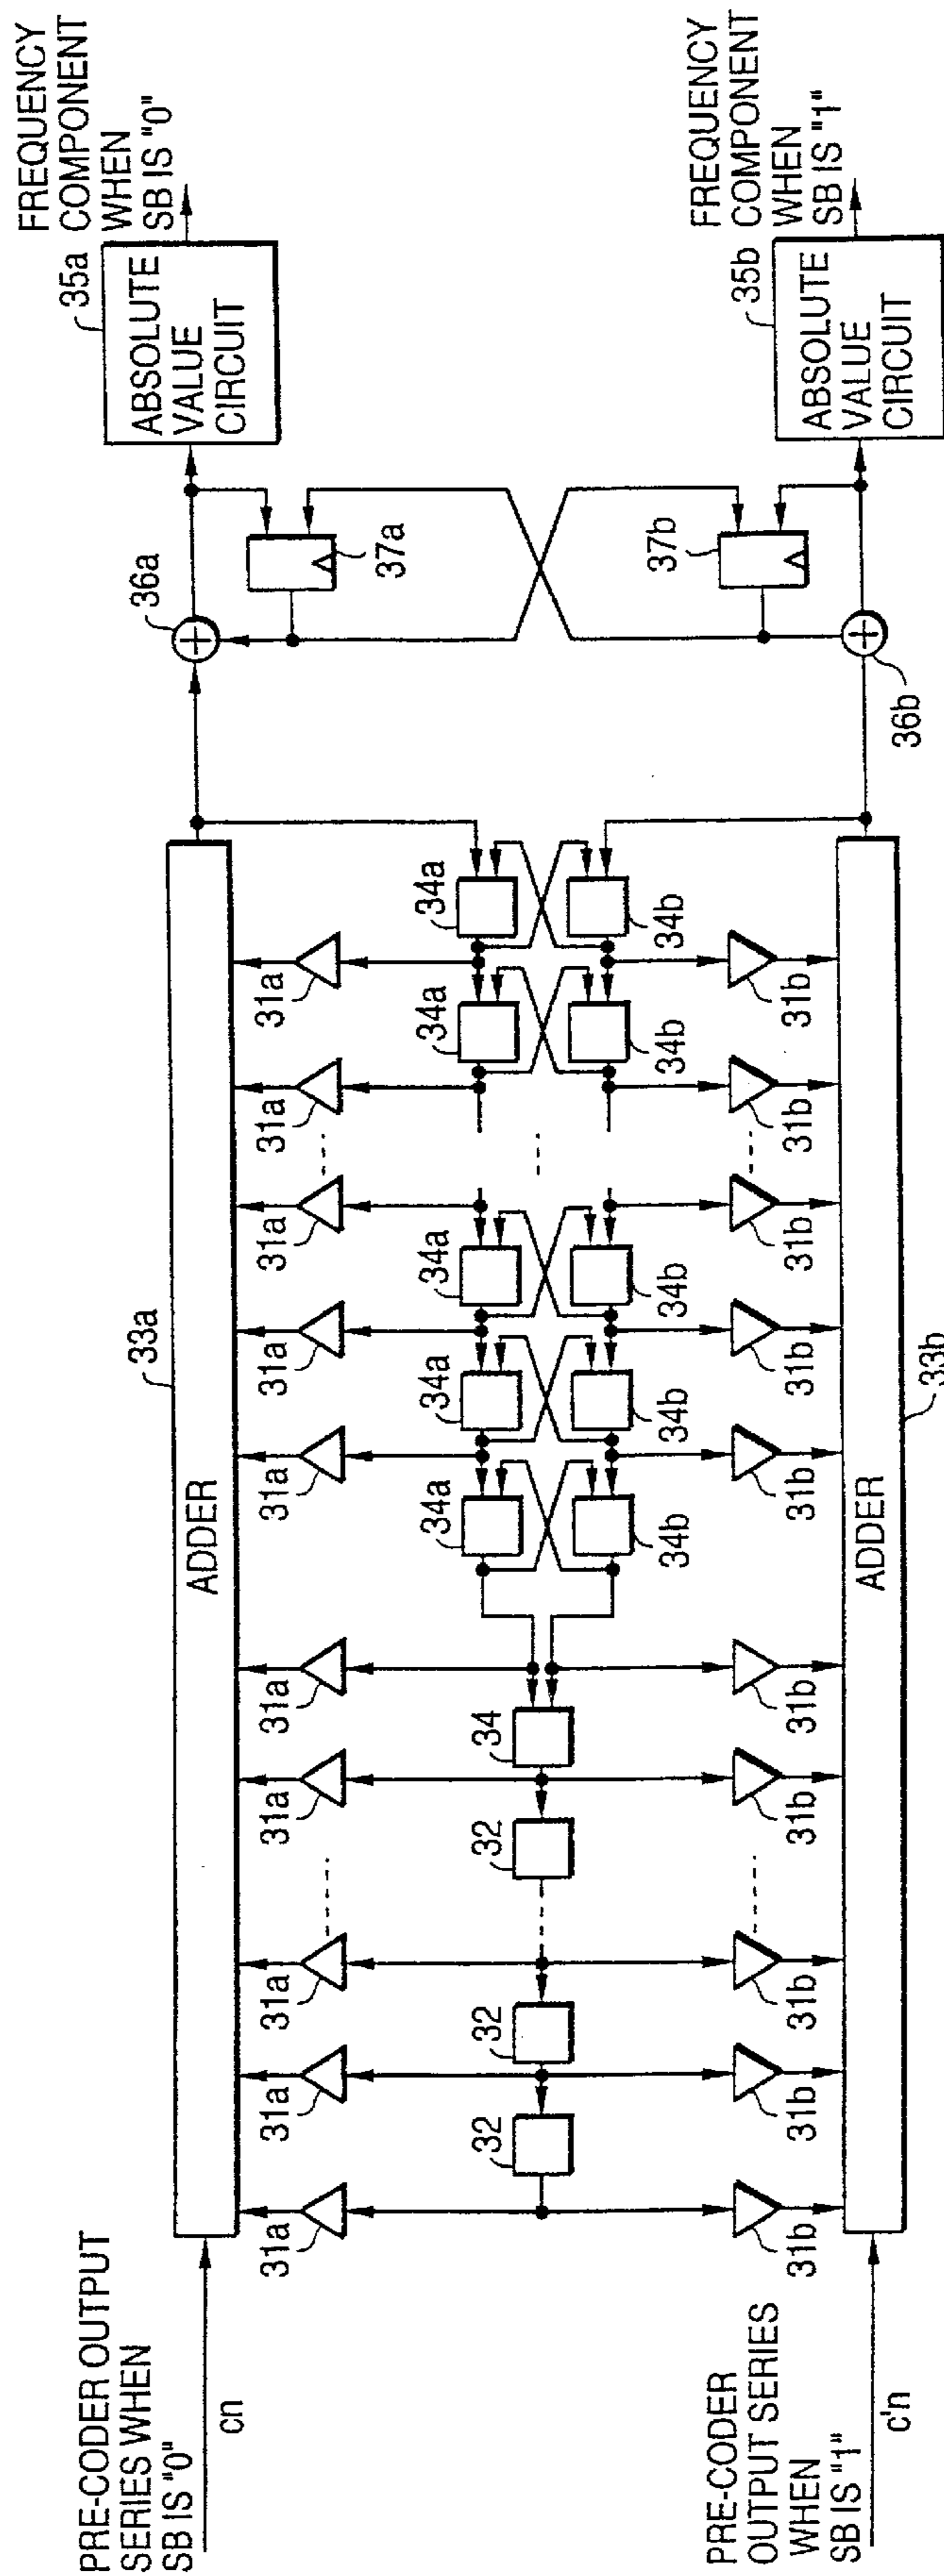 FREQUENCY
COMPONENT
WHEN
SB IS "0"
35a
ABSOLUTE
VALUE
CIRCUIT
36a
37a
FREQUENCY
COMPONENT
WHEN
SB IS "1"
35b
ABSOLUTE
VALUE
CIRCUIT
37b
36b
33a
ADDER
31a
31a
31a
31a
31a
31a
31a
31a
31a
31a
34a
34a
34a
34a
34a
34
32
32
32
34b
34b
34b
34b
34b
31b
31b
31b
31b
31b
31b
31b
31b
31b
31b
ADDER
33b
PRE-CODER OUTPUT
SERIES WHEN
SB IS "0"
cn
PRE-CODER
OUTPUT SERIES
WHEN
SB IS "1"
c'n